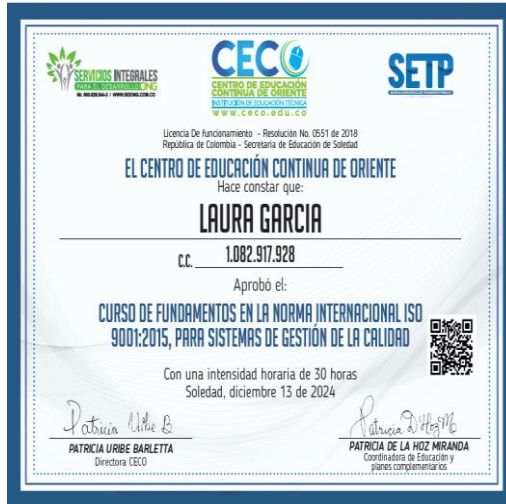 SERVICIOS INTEGRALES
PARA EL DESARROLLO ONG
CECO
CENTRO DE EDUCACIÓN
CONTINUA DE ORIENTE
INSTITUCIÓN DE EDUCACIÓN TECNICA
www.ceco.edu.co
SETP
Licencia De Funcionamiento - Resolución No. 0551 de 2018
República de Colombia - Secretaria de Educación de Soledad
EL CENTRO DE EDUCACIÓN CONTINUA DE ORIENTE
Hace constar que:
LAURA GARCIA
C.C. 1.082.917.928
Aprobó el:
CURSO DE FUNDAMENTOS EN LA NORMA INTERNACIONAL ISO
9001:2015, PARA SISTEMAS DE GESTIÓN DE LA CALIDAD
Con una intensidad horaria de 30 horas
Soledad, diciembre 13 de 2024
Patricia Uribe B
PATRICIA URIBE BARLETTA
Directora CECO
Patricia D Hoz M
PATRICIA DE LA HOZ MIRANDA
Coordinadora de Educación y
planes complementarios